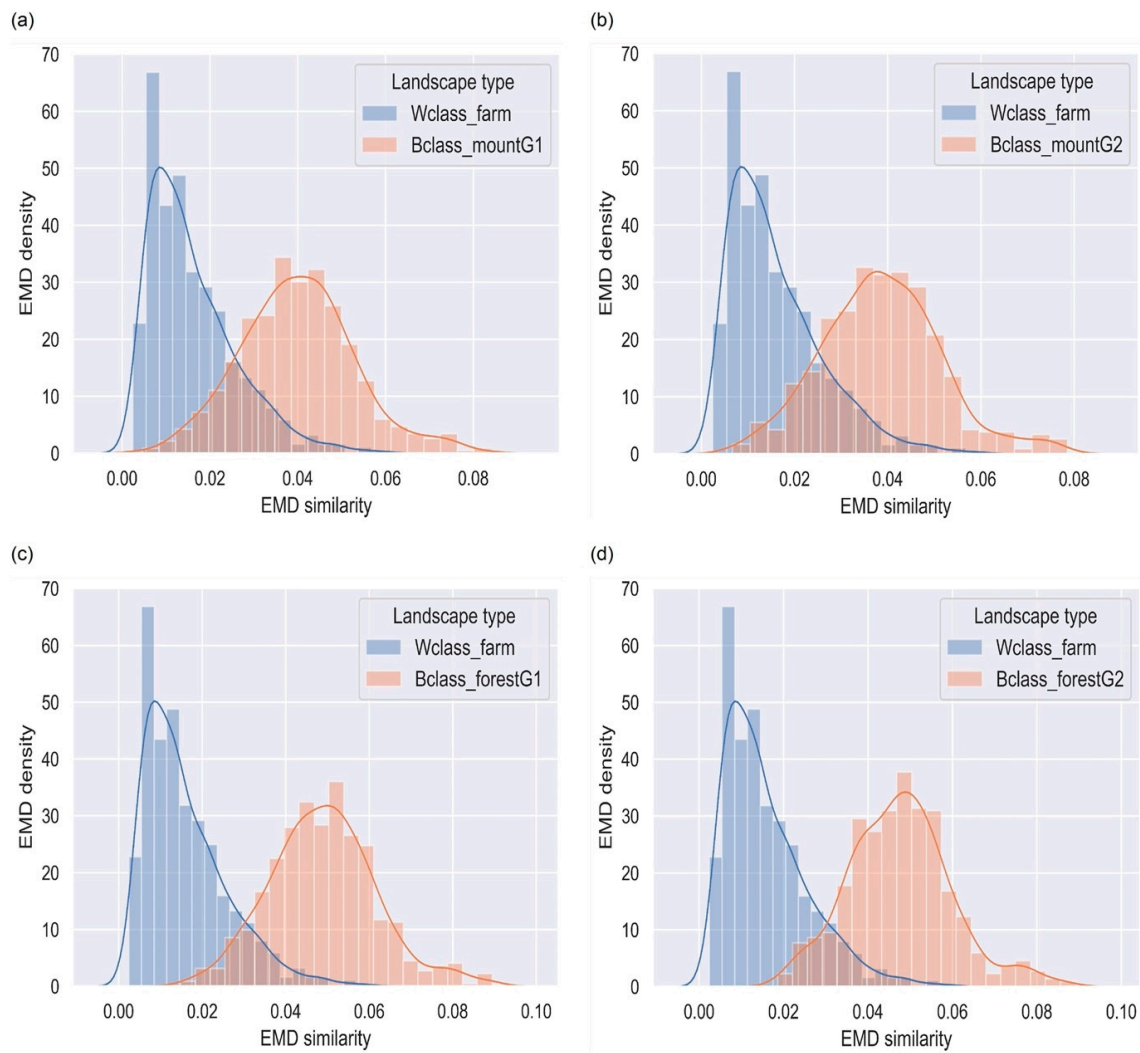 (a)
70
60
50
40
30
20
10
0
EMD density
Landscape type
Wclass_farm
Bclass_mountG1
0.00 0.02 0.04 0.06 0.08
EMD similarity
(b)
70
60
50
40
30
20
10
0
EMD density
Landscape type
Wclass_farm
Bclass_mountG2
0.00 0.02 0.04 0.06 0.08
EMD similarity
(c)
70
60
50
40
30
20
10
0
EMD density
Landscape type
Wclass_farm
Bclass_forestG1
0.00 0.02 0.04 0.06 0.08 0.10
EMD similarity
(d)
70
60
50
40
30
20
10
0
EMD density
Landscape type
Wclass_farm
Bclass_forestG2
0.00 0.02 0.04 0.06 0.08 0.10
EMD similarity